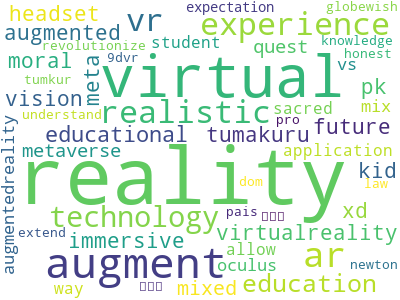 expectation globewish
headset vr experience
augmented revolutionize student quest knowledge
moral meta 9dvr vs honest
virtual
vision realistic sacred pk mix
understand pro
educational tumakuru future
metaverse application
reality
augmentedreality kid
dom law
technology pais xd
immersive virtualreality
extend augment allow ar
oculus newton
way mixed education
tumkur